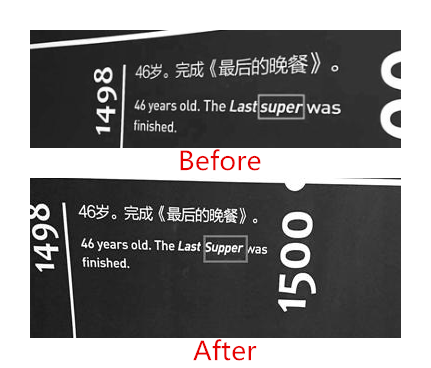 1498
46岁。完成《最后的晚餐》。
46 years old. The Last super was
finished.
00
Before
1498
46岁。完成《最后的晚餐》。
46 years old. The Last Supper was
finished.
1500
After